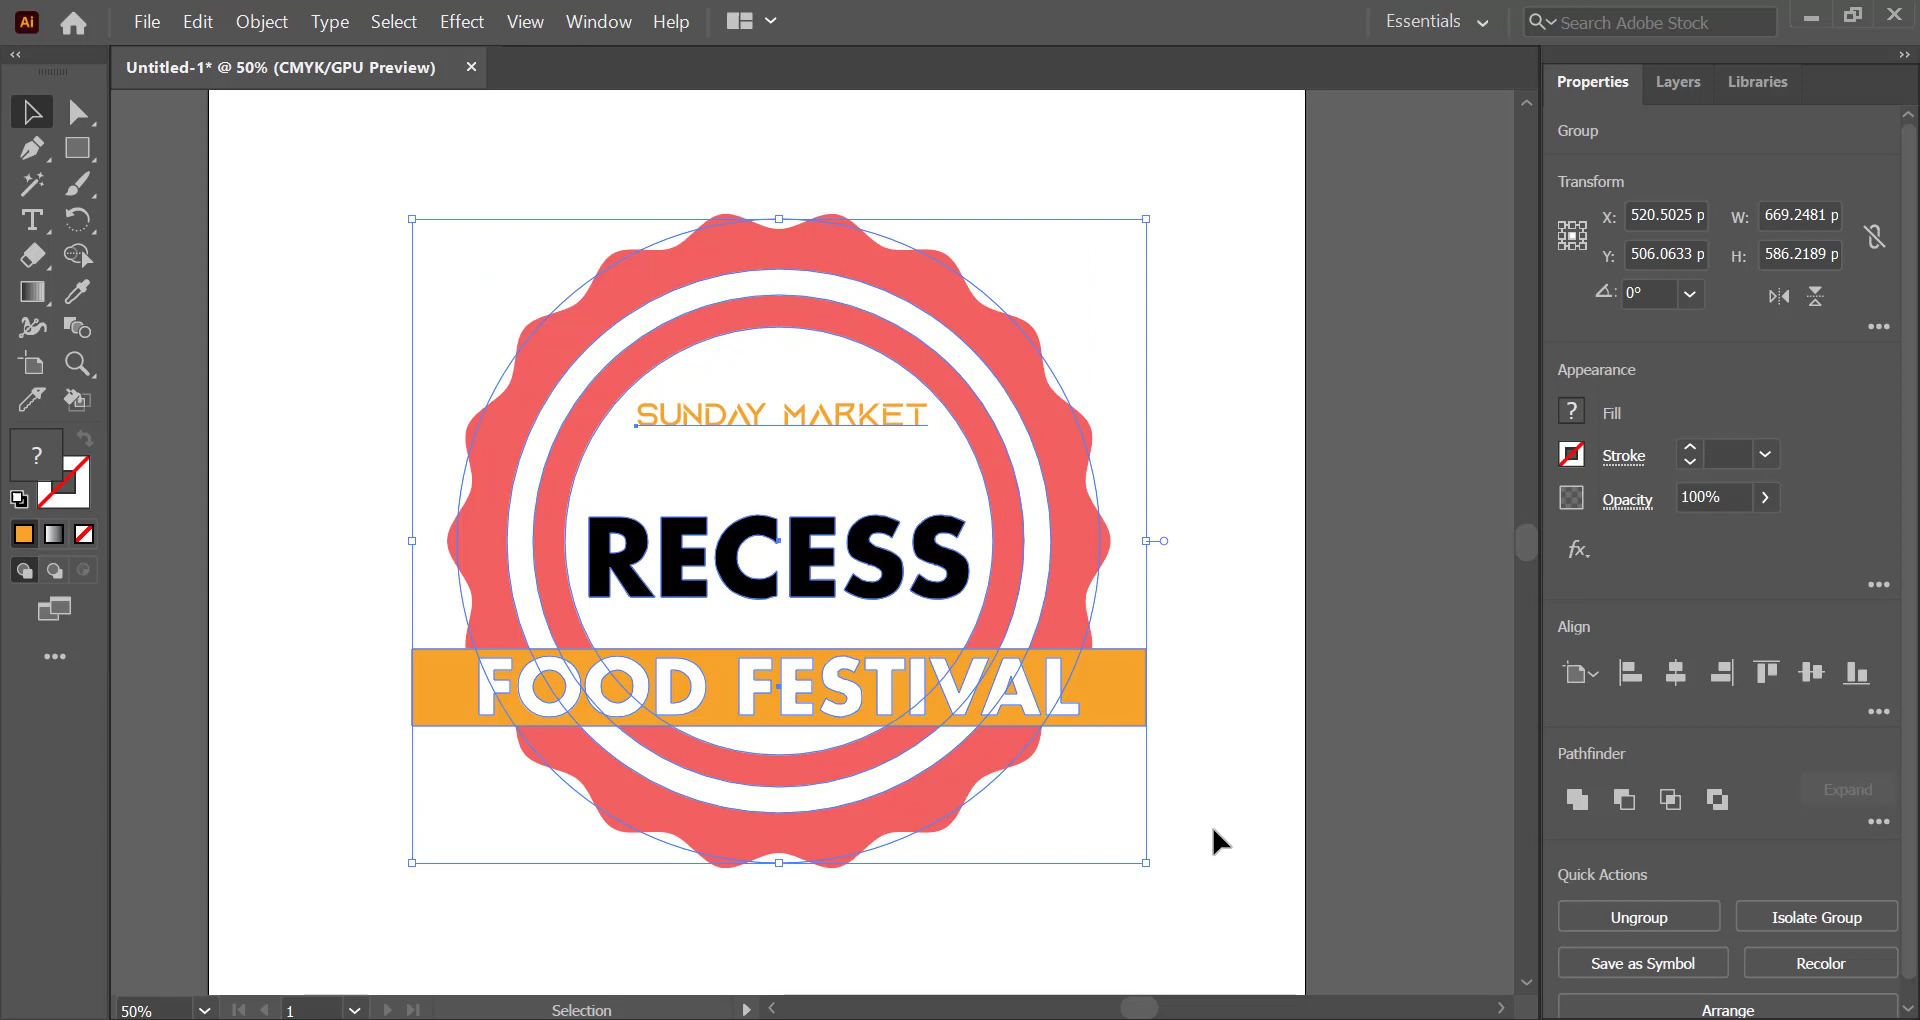 Ai File Edit Object Type Select Effect View Window Help Essentials Search Adobe Stock
Untitled-1* @ 50% (CMYK/GPU Preview)
Properties Layers Libraries
Group
Transform
X: 520.5025 p W: 669.2481 p
Y: 506.0633 p H: 586.2189 p
0°
Appearance
? Fill
Stroke
Opacity 100%
fx.
Align
Pathfinder
Expand
Quick Actions
Ungroup Isolate Group
Save as Symbol Recolor
Arrange
T
?
SUNDAY MARKET
RECESS
FOOD FESTIVAL
50% 1 Selection